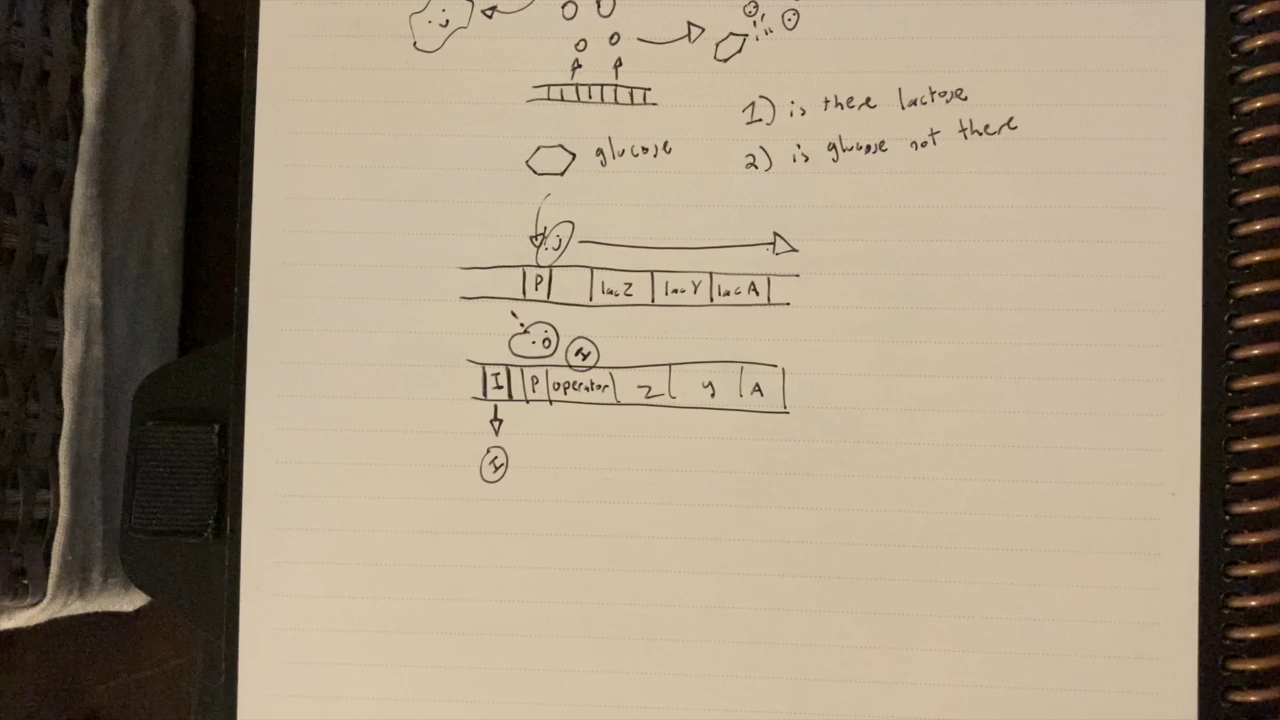 1) is there lactose
glucose
2) is glucose not there
P lacZ lacY lacA
I
I P operator Z Y A
I